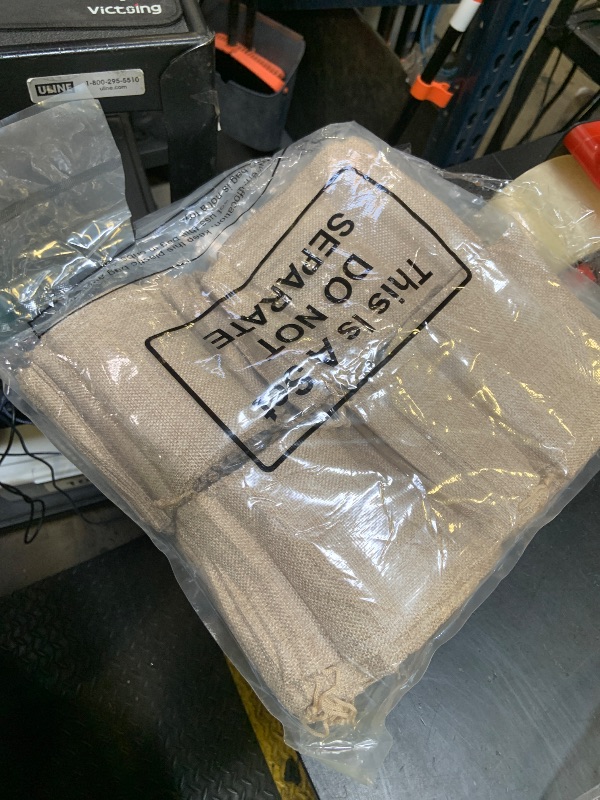 VicTsing
ULINE
1-800-295-5510
uline.com
This Is A Set
DO NOT
SEPARATE